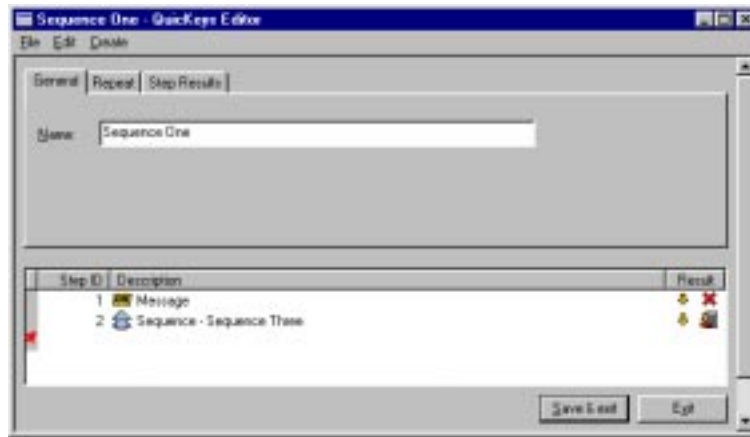 Sequence One - QuicKeys Editor
File Edit Create
General Repeat Step Results
Name: Sequence One
Step ID Description Result
1 Message
2 Sequence - Sequence Three
Save & exit Exit